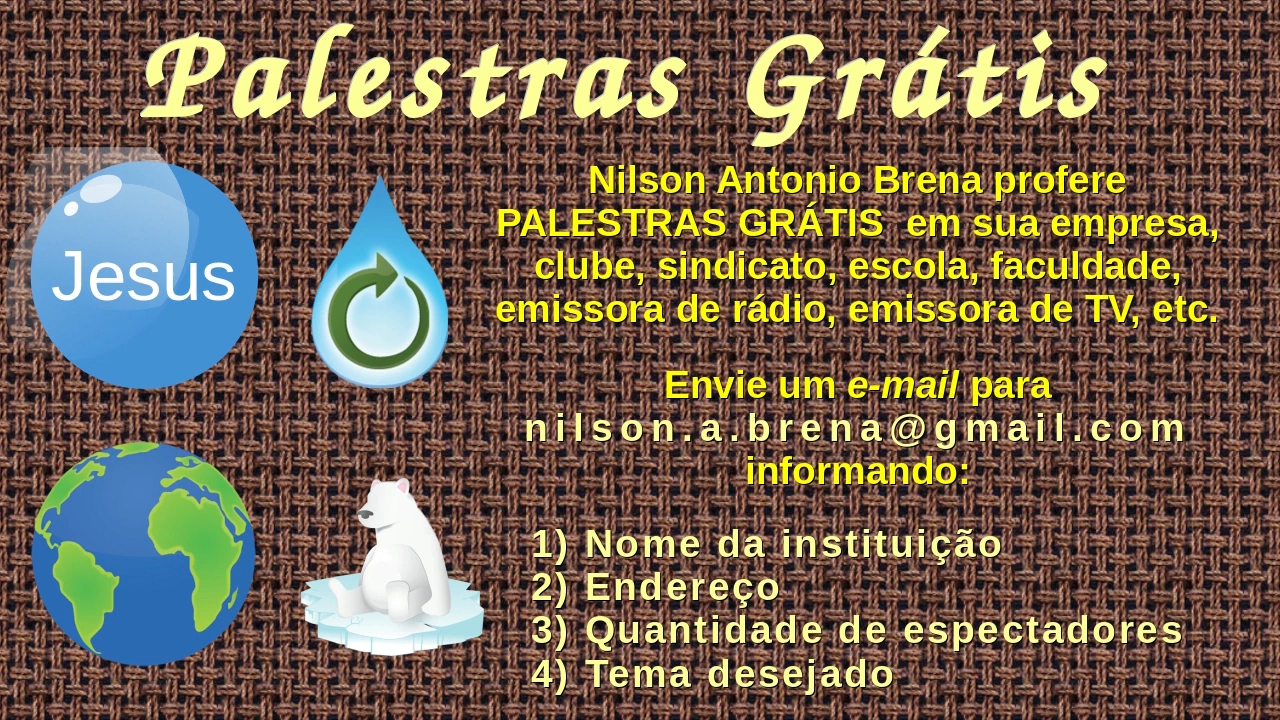 Palestras Grátis
Jesus
Nilson Antonio Brena profere
PALESTRAS GRÁTIS em sua empresa,
clube, sindicato, escola, faculdade,
emissora de rádio, emissora de TV, etc.
Envie um e-mail para
nilson.a.brena@gmail.com
informando:
1) Nome da instituição
2) Endereço
3) Quantidade de espectadores
4) Tema desejado